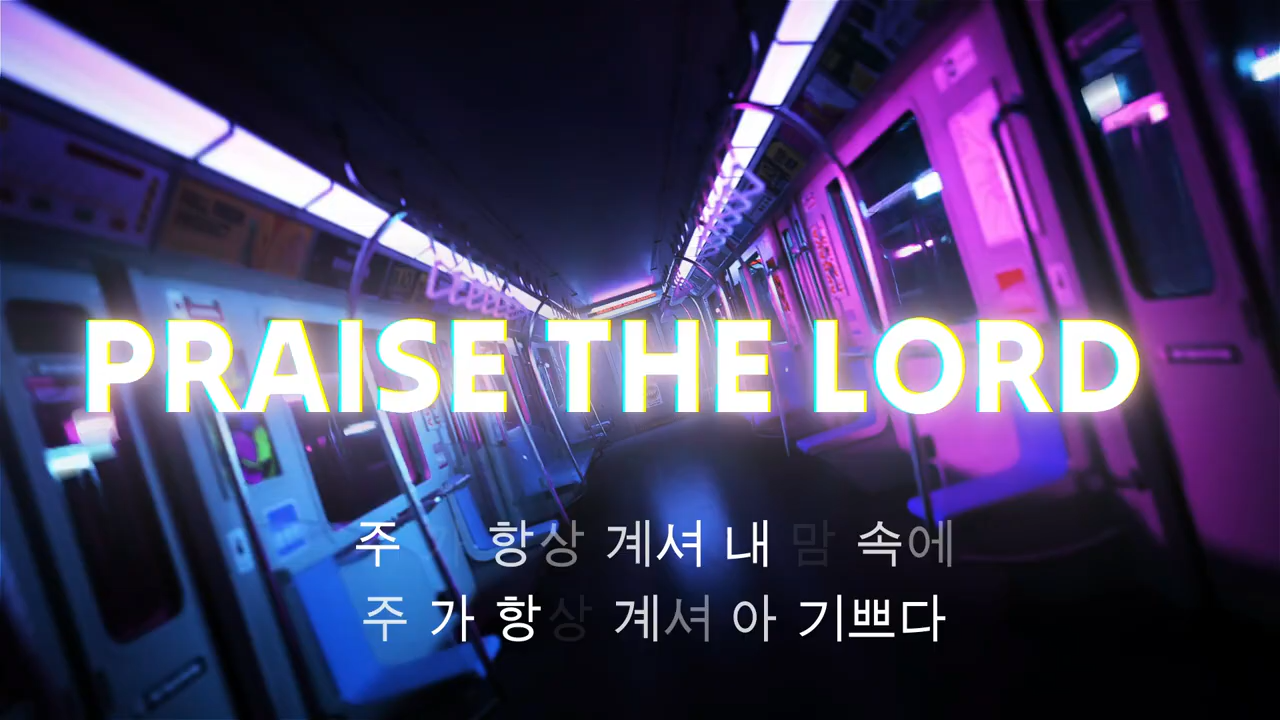 PRAISE THE LORD
주 가 항상 계셔 내 맘 속에
주 가 항상 계셔 아 기쁘다